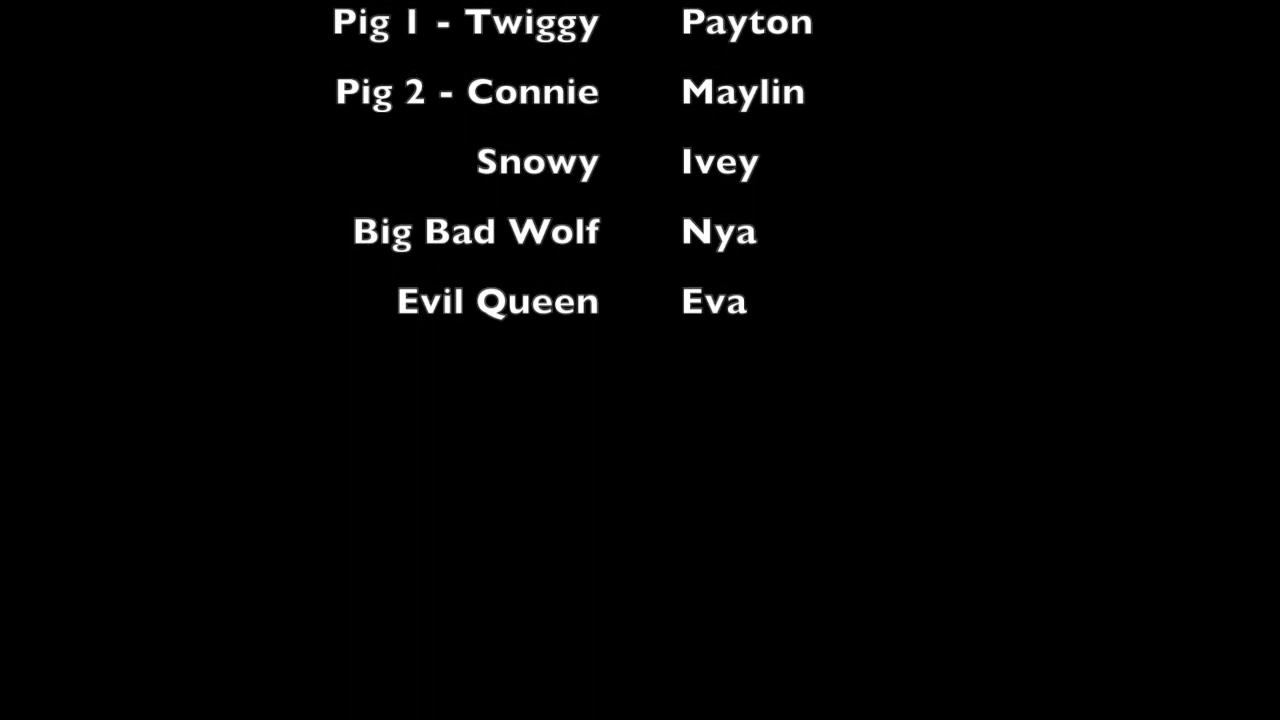 Pig 1 - Twiggy Payton
Pig 2 - Connie Maylin
Snowy Ivey
Big Bad Wolf Nya
Evil Queen Eva